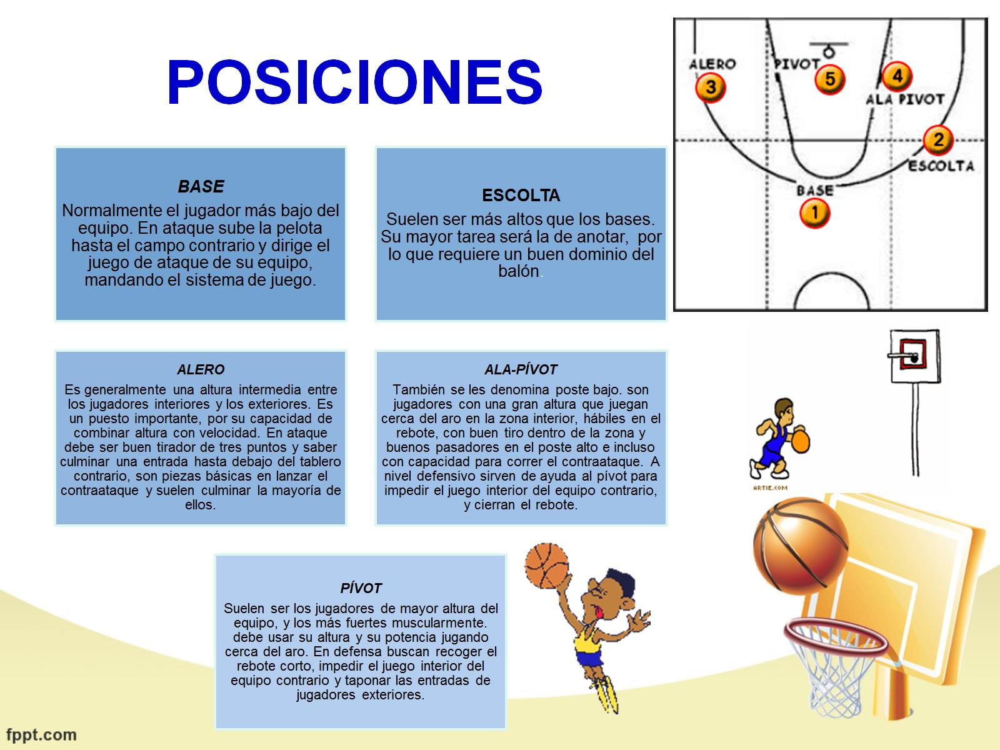 POSICIONES
BASE
Normalmente el jugador más bajo del
equipo. En ataque sube la pelota
hasta el campo contrario y dirige el
juego de ataque de su equipo,
mandando el sistema de juego.
ESCOLTA
Suelen ser más altos que los bases.
Su mayor tarea será la de anotar, por
lo que requiere un buen dominio del
balón.
ALERO
Es generalmente una altura intermedia entre
los jugadores interiores y los exteriores. Es
un puesto importante, por su capacidad de
combinar altura con velocidad. En ataque
debe ser buen tirador de tres puntos y saber
culminar una entrada hasta debajo del tablero
contrario, son piezas básicas en lanzar el
contraataque y suelen culminar la mayoría de
ellos.
ALA-PÍVOT
También se les denomina poste bajo. son
jugadores con una gran altura que juegan
cerca del aro en la zona interior, hábiles en el
rebote, con buen tiro dentro de la zona y
buenos pasadores en el poste alto e incluso
con capacidad para correr el contraataque. A
nivel defensivo sirven de ayuda al pívot para
impedir el juego interior del equipo contrario,
y cierran el rebote.
PÍVOT
Suelen ser los jugadores de mayor altura del
equipo, y los más fuertes muscularmente.
debe usar su altura y su potencia jugando
cerca del aro. En defensa buscan recoger el
rebote corto, impedir el juego interior del
equipo contrario y taponar las entradas de
jugadores exteriores.
ALERO
3
PIVOT
5
4
ALA PIVOT
2
ESCOLTA
BASE
1
ARTIE.COM
fppt.com